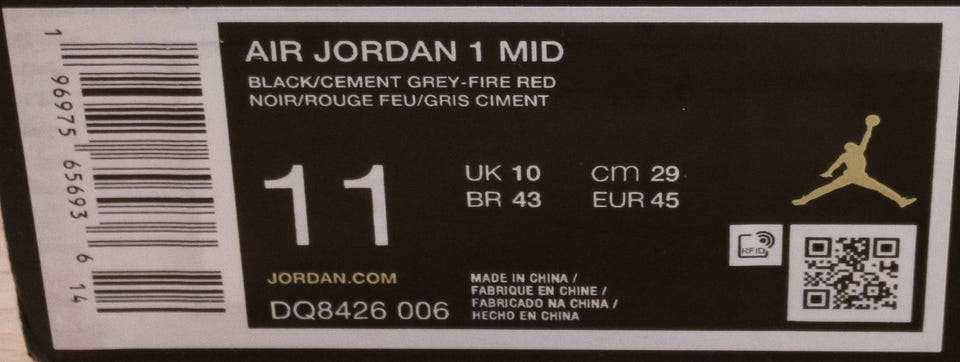 AIR JORDAN 1 MID
BLACK/CEMENT GREY-FIRE RED
NOIR/ROUGE FEU/GRIS CIMENT
11
UK 10 cm 29
BR 43 EUR 45
JORDAN.COM
DQ8426 006
MADE IN CHINA /
FABRIQUE EN CHINE /
FABRICADO NA CHINA /
HECHO EN CHINA
RFID
1 96975 65693 6 14